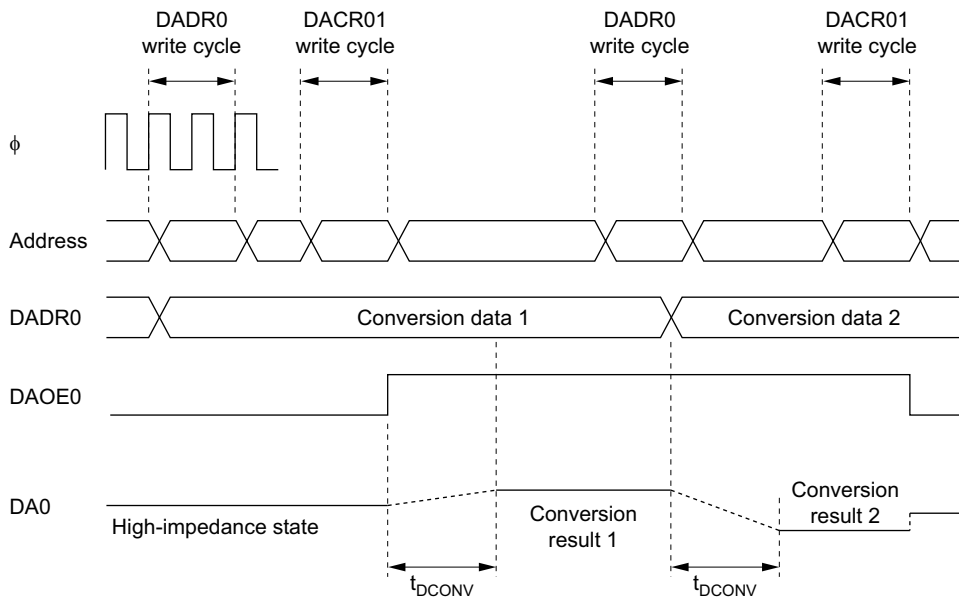 DADR0
write cycle
DACR01
write cycle
DADR0
write cycle
DACR01
write cycle
ϕ
Address
DADR0
Conversion data 1
Conversion data 2
DAOE0
DA0
High-impedance state
Conversion
result 1
Conversion
result 2
tDCONV
tDCONV